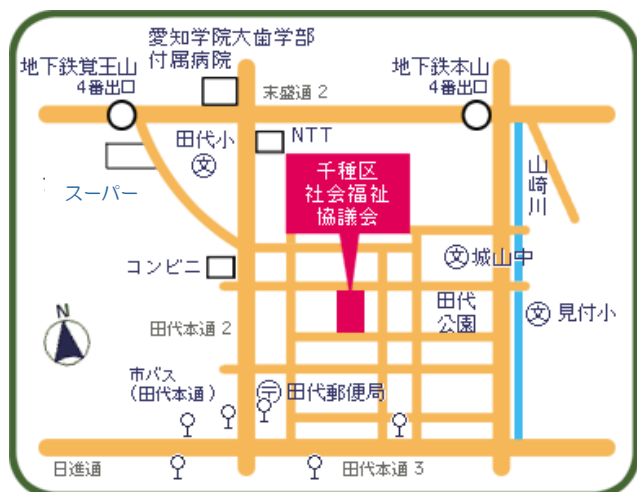 愛知学院大歯学部
付属病院
地下鉄覚王山
4番出口
地下鉄本山
4番出口
末盛通 2
田代小
文
NTT
千種区
社会福祉
協議会
山崎川
スーパー
コンビニ
文城山中
田代
公園
文見付小
N
田代本通 2
市バス
（田代本通）
〒田代郵便局
日進通
田代本通 3